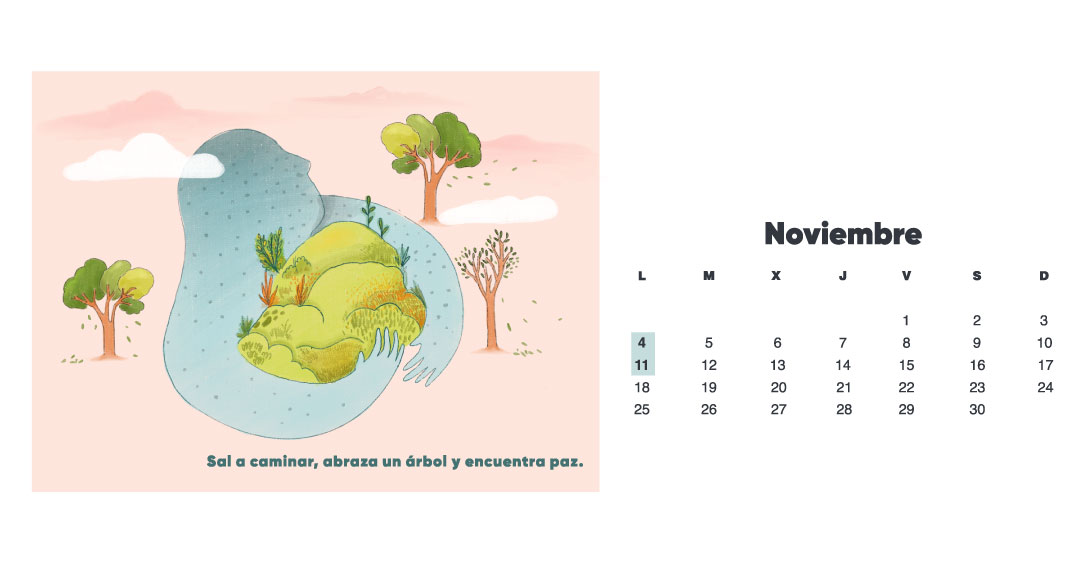 Sal a caminar, abraza un árbol y encuentra paz.
Noviembre
L M X J V S D
1 2 3
4 5 6 7 8 9 10
11 12 13 14 15 16 17
18 19 20 21 22 23 24
25 26 27 28 29 30